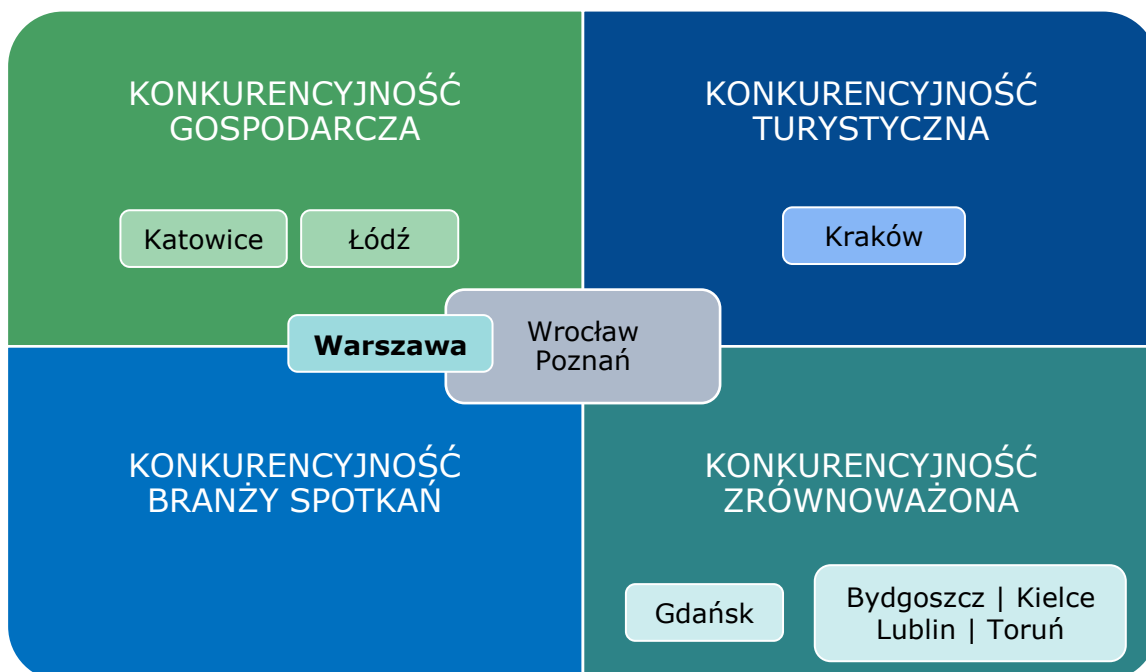 KONKURENCYJNOŚĆ
GOSPODARCZA
KONKURENCYJNOŚĆ
TURYSTYCZNA
Katowice
Łódź
Kraków
Warszawa
Wrocław
Poznań
KONKURENCYJNOŚĆ
BRANŻY SPOTKAŃ
KONKURENCYJNOŚĆ
ZRÓWNOWAŻONA
Gdańsk
Bydgoszcz | Kielce
Lublin | Toruń